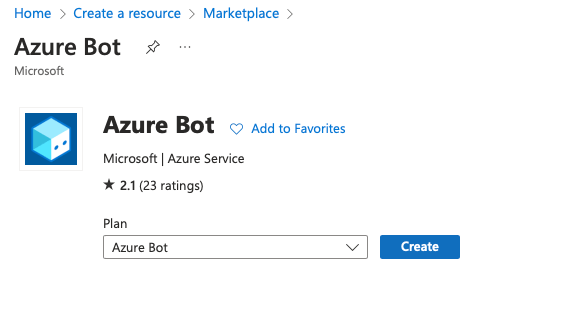 Home > Create a resource > Marketplace >
Azure Bot
Microsoft
Azure Bot Add to Favorites
Microsoft | Azure Service
★ 2.1 (23 ratings)
Plan
Azure Bot Create